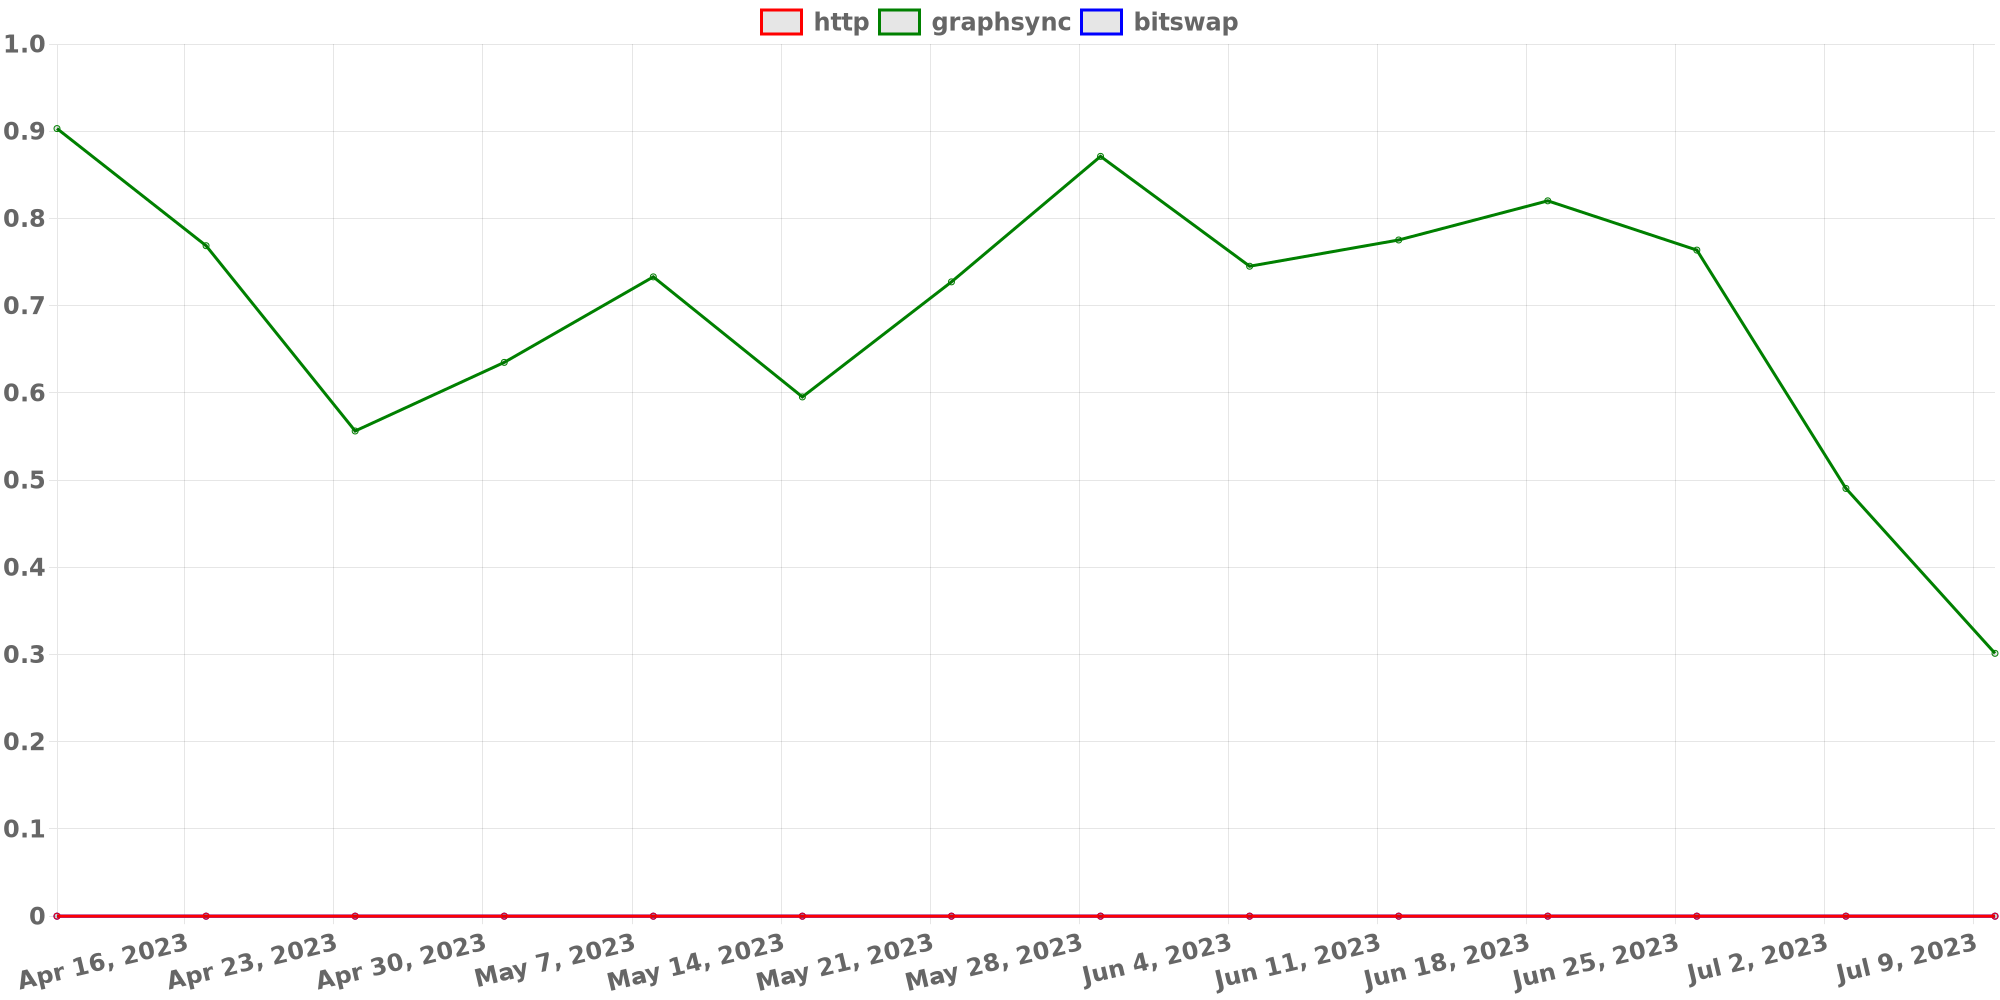 http graphsync bitswap
1.0
0.9
0.8
0.7
0.6
0.5
0.4
0.3
0.2
0.1
0
Apr 16, 2023
Apr 23, 2023
Apr 30, 2023
May 7, 2023
May 14, 2023
May 21, 2023
May 28, 2023
Jun 4, 2023
Jun 11, 2023
Jun 18, 2023
Jun 25, 2023
Jul 2, 2023
Jul 9, 2023